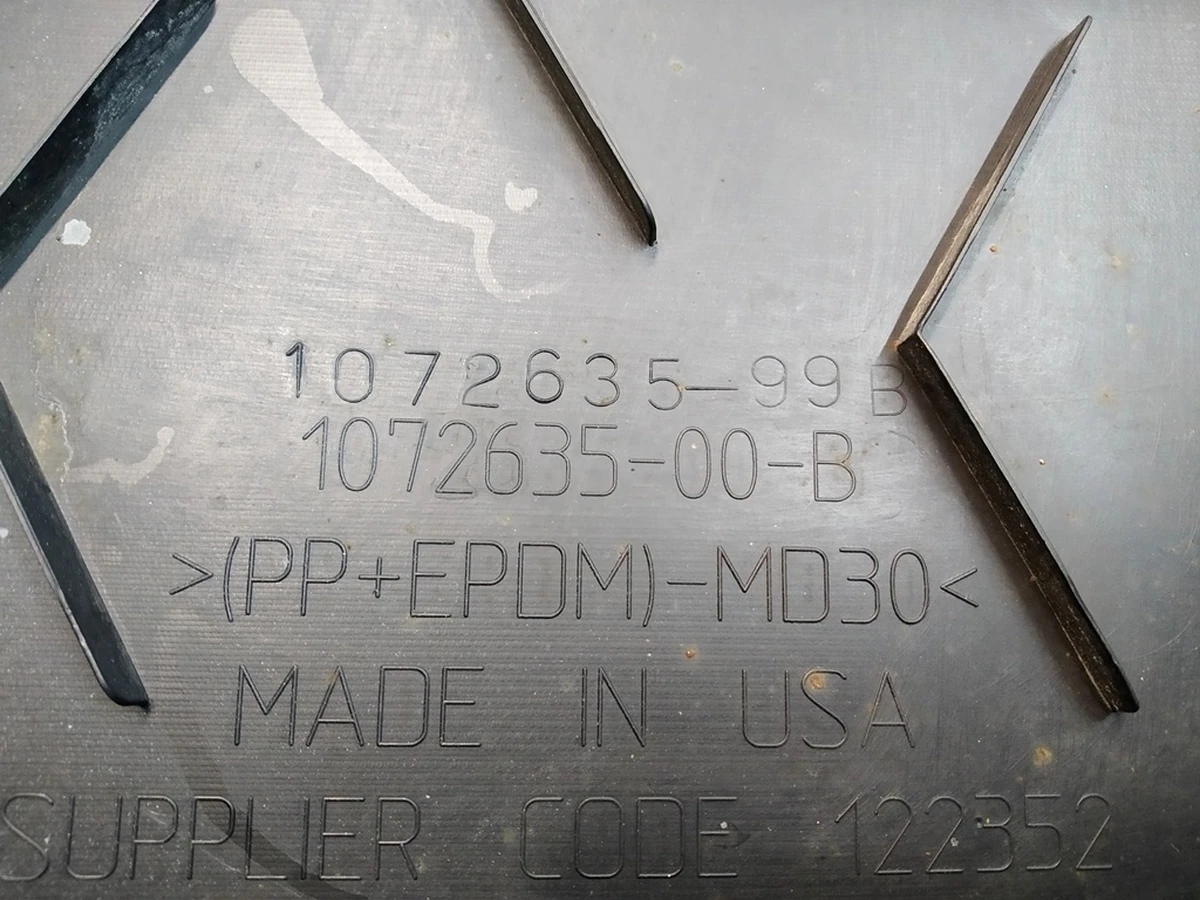 1072635-99B
1072635-00-B
>(PP+EPDM)-MD30<
MADE IN USA
SUPPLIER CODE 122352